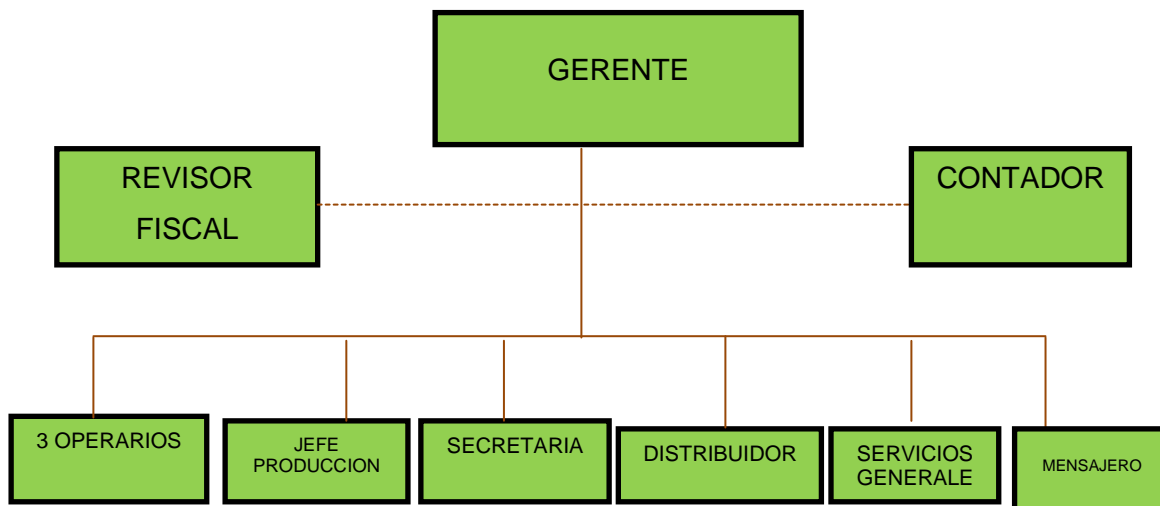 GERENTE
REVISOR
FISCAL
CONTADOR
3 OPERARIOS
JEFE
PRODUCCION
SECRETARIA
DISTRIBUIDOR
SERVICIOS
GENERALE
MENSAJERO